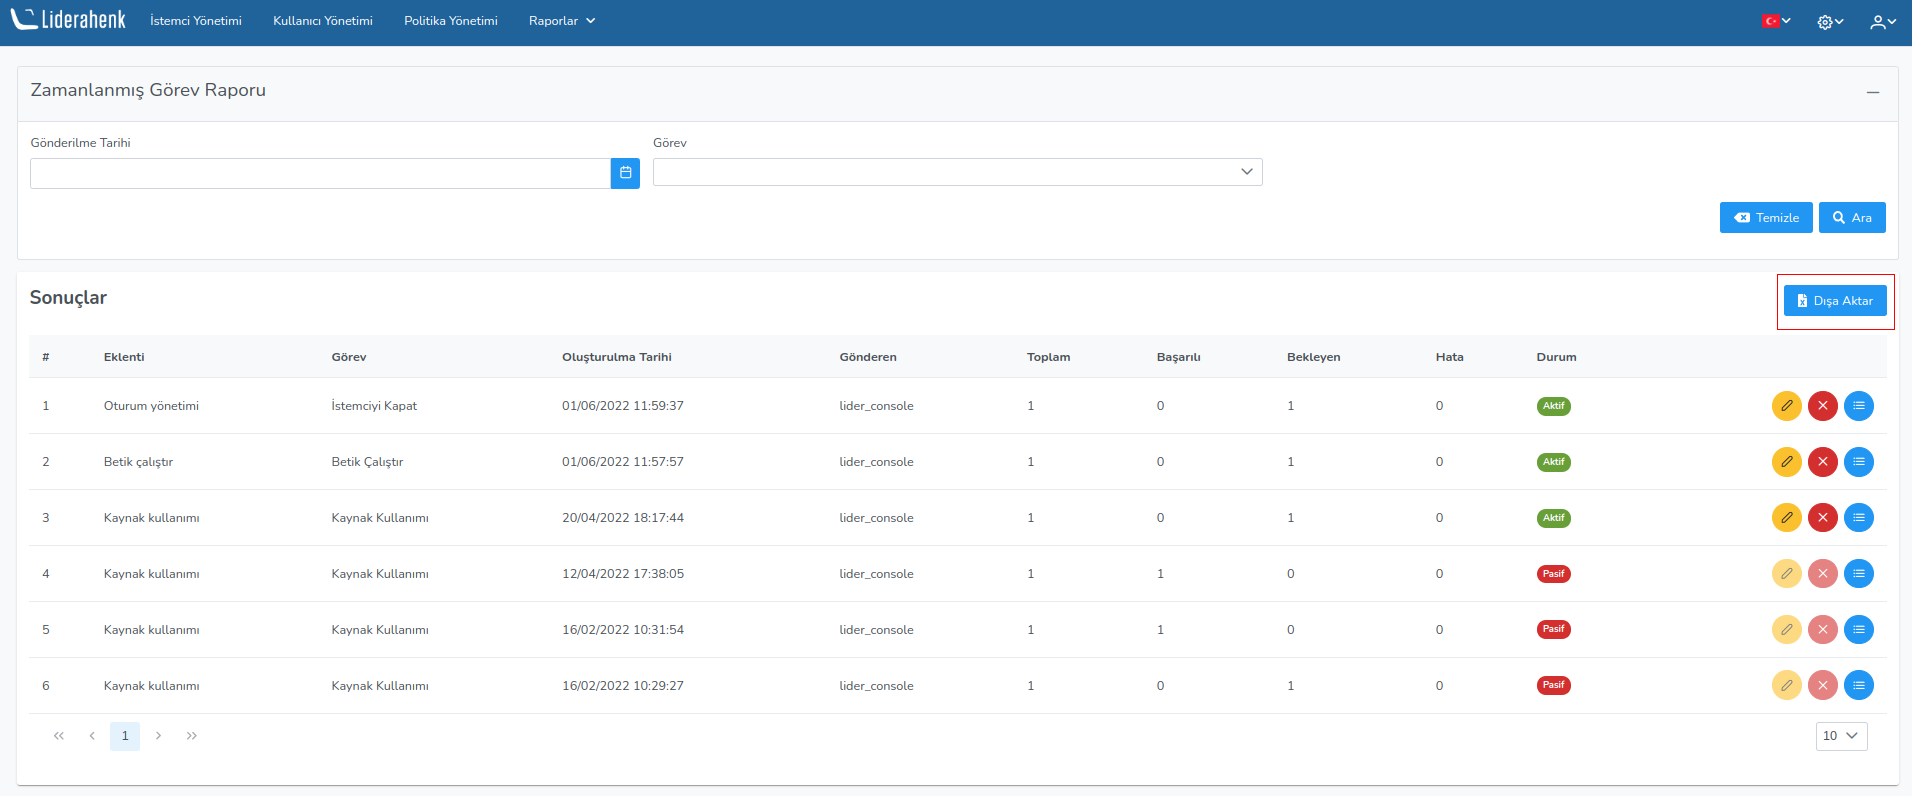 Liderahenk İstemci Yönetimi Kullanıcı Yönetimi Politika Yönetimi Raporlar
Zamanlanmış Görev Raporu
Gönderilme Tarihi Görev
Temizle Ara
Sonuçlar
Dışa Aktar
# Eklenti Görev Oluşturulma Tarihi Gönderen Toplam Başarılı Bekleyen Hata Durum
1 Oturum yönetimi İstemciyi Kapat 01/06/2022 11:59:37 lider_console 1 0 1 0 Aktif
2 Betik çalıştır Betik Çalıştır 01/06/2022 11:57:57 lider_console 1 0 1 0 Aktif
3 Kaynak kullanımı Kaynak Kullanımı 20/04/2022 18:17:44 lider_console 1 0 1 0 Aktif
4 Kaynak kullanımı Kaynak Kullanımı 12/04/2022 17:38:05 lider_console 1 1 0 0 Pasif
5 Kaynak kullanımı Kaynak Kullanımı 16/02/2022 10:31:54 lider_console 1 1 0 0 Pasif
6 Kaynak kullanımı Kaynak Kullanımı 16/02/2022 10:29:27 lider_console 1 0 1 0 Pasif
« ‹ 1 › » 10